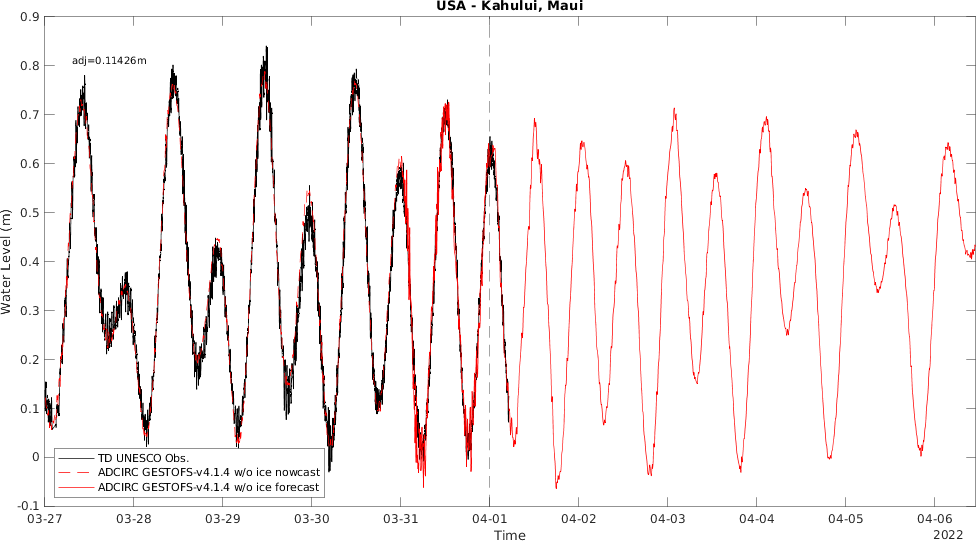 USA - Kahului, Maui
adj=0.11426m
0.9
0.8
0.7
0.6
0.5
0.4
0.3
0.2
0.1
0
-0.1
Water Level (m)
TD UNESCO Obs.
ADCIRC GESTOFS-v4.1.4 w/o ice nowcast
ADCIRC GESTOFS-v4.1.4 w/o ice forecast
03-27 03-28 03-29 03-30 03-31 04-01 04-02 04-03 04-04 04-05 04-06
Time
2022